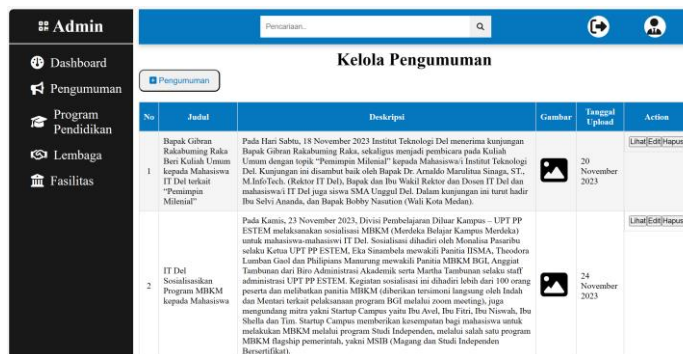 Admin
Pencariaan..
Dashboard
Pengumuman
Program
Pendidikan
Lembaga
Fasilitas
Kelola Pengumuman
Pengumuman
No Judul Deskripsi Gambar Tanggal Upload Action
1
Bapak Gibran
Rakabuming Raka
Beri Kuliah Umum
kepada Mahasiswa
IT Del terkait
“Pemimpin
Milenial”
Pada Hari Sabtu, 18 November 2023 Institut Teknologi Del menerima kunjungan
Bapak Gibran Rakabuming Raka, sekaligus menjadi pembicara pada Kuliah
Umum dengan topik “Pemimpin Milenial” kepada Mahasiswa/i Institut Teknologi
Del. Kunjungan ini disambut baik oleh Bapak Dr. Arnaldo Marulitua Sinaga, ST.,
M.InfoTech. (Rektor IT Del), Bapak dan Ibu Wakil Rektor dan Dosen IT Del dan
mahasiswa/i IT Del juga siswa SMA Unggul Del. Dalam kunjungan ini turut hadir
Ibu Selvi Ananda, dan Bapak Bobby Nasution (Wali Kota Medan).
20
November
2023
Lihat Edit Hapus
2
IT Del
Sosialisasikan
Program MBKM
kepada Mahasiswa
Pada Kamis, 23 November 2023, Divisi Pembelajaran Diluar Kampus – UPT PP
ESTEM melaksanakan sosialisasi MBKM (Merdeka Belajar Kampus Merdeka)
untuk mahasiswa-mahasiswi IT Del. Sosialisasi dihadiri oleh Monalisa Pasaribu
selaku Ketua UPT PP ESTEM, Eka Sinambela mewakili Panitia IISMA, Theodora
Lumban Gaol dan Philipians Manurung mewakili Panitia MBKM BGI, Anggiat
Tambunan dari Biro Administrasi Akademik serta Martha Tambunan selaku staff
administrasi UPT PP ESTEM. Kegiatan sosialisasi ini dihadiri lebih dari 100 orang
peserta dan melibatkan panitia MBKM (diberikan tersimoni langsung oleh Indah
dan Mentari terkait pelaksanaan program BGI melalui zoom meeting), juga
mengundang mitra yakni Startup Campus yaitu Ibu Avel, Ibu Fitri, Ibu Niswah, Ibu
Shella dan Tim. Startup Campus memberikan kesempatan bagi mahasiswa untuk
melakukan MBKM melalui program Studi Independen, melalui salah satu program
MBKM flagship pemerintah, yakni MSIB (Magang dan Studi Independen
Bersertifikat).
24
November
2023
Lihat Edit Hapus